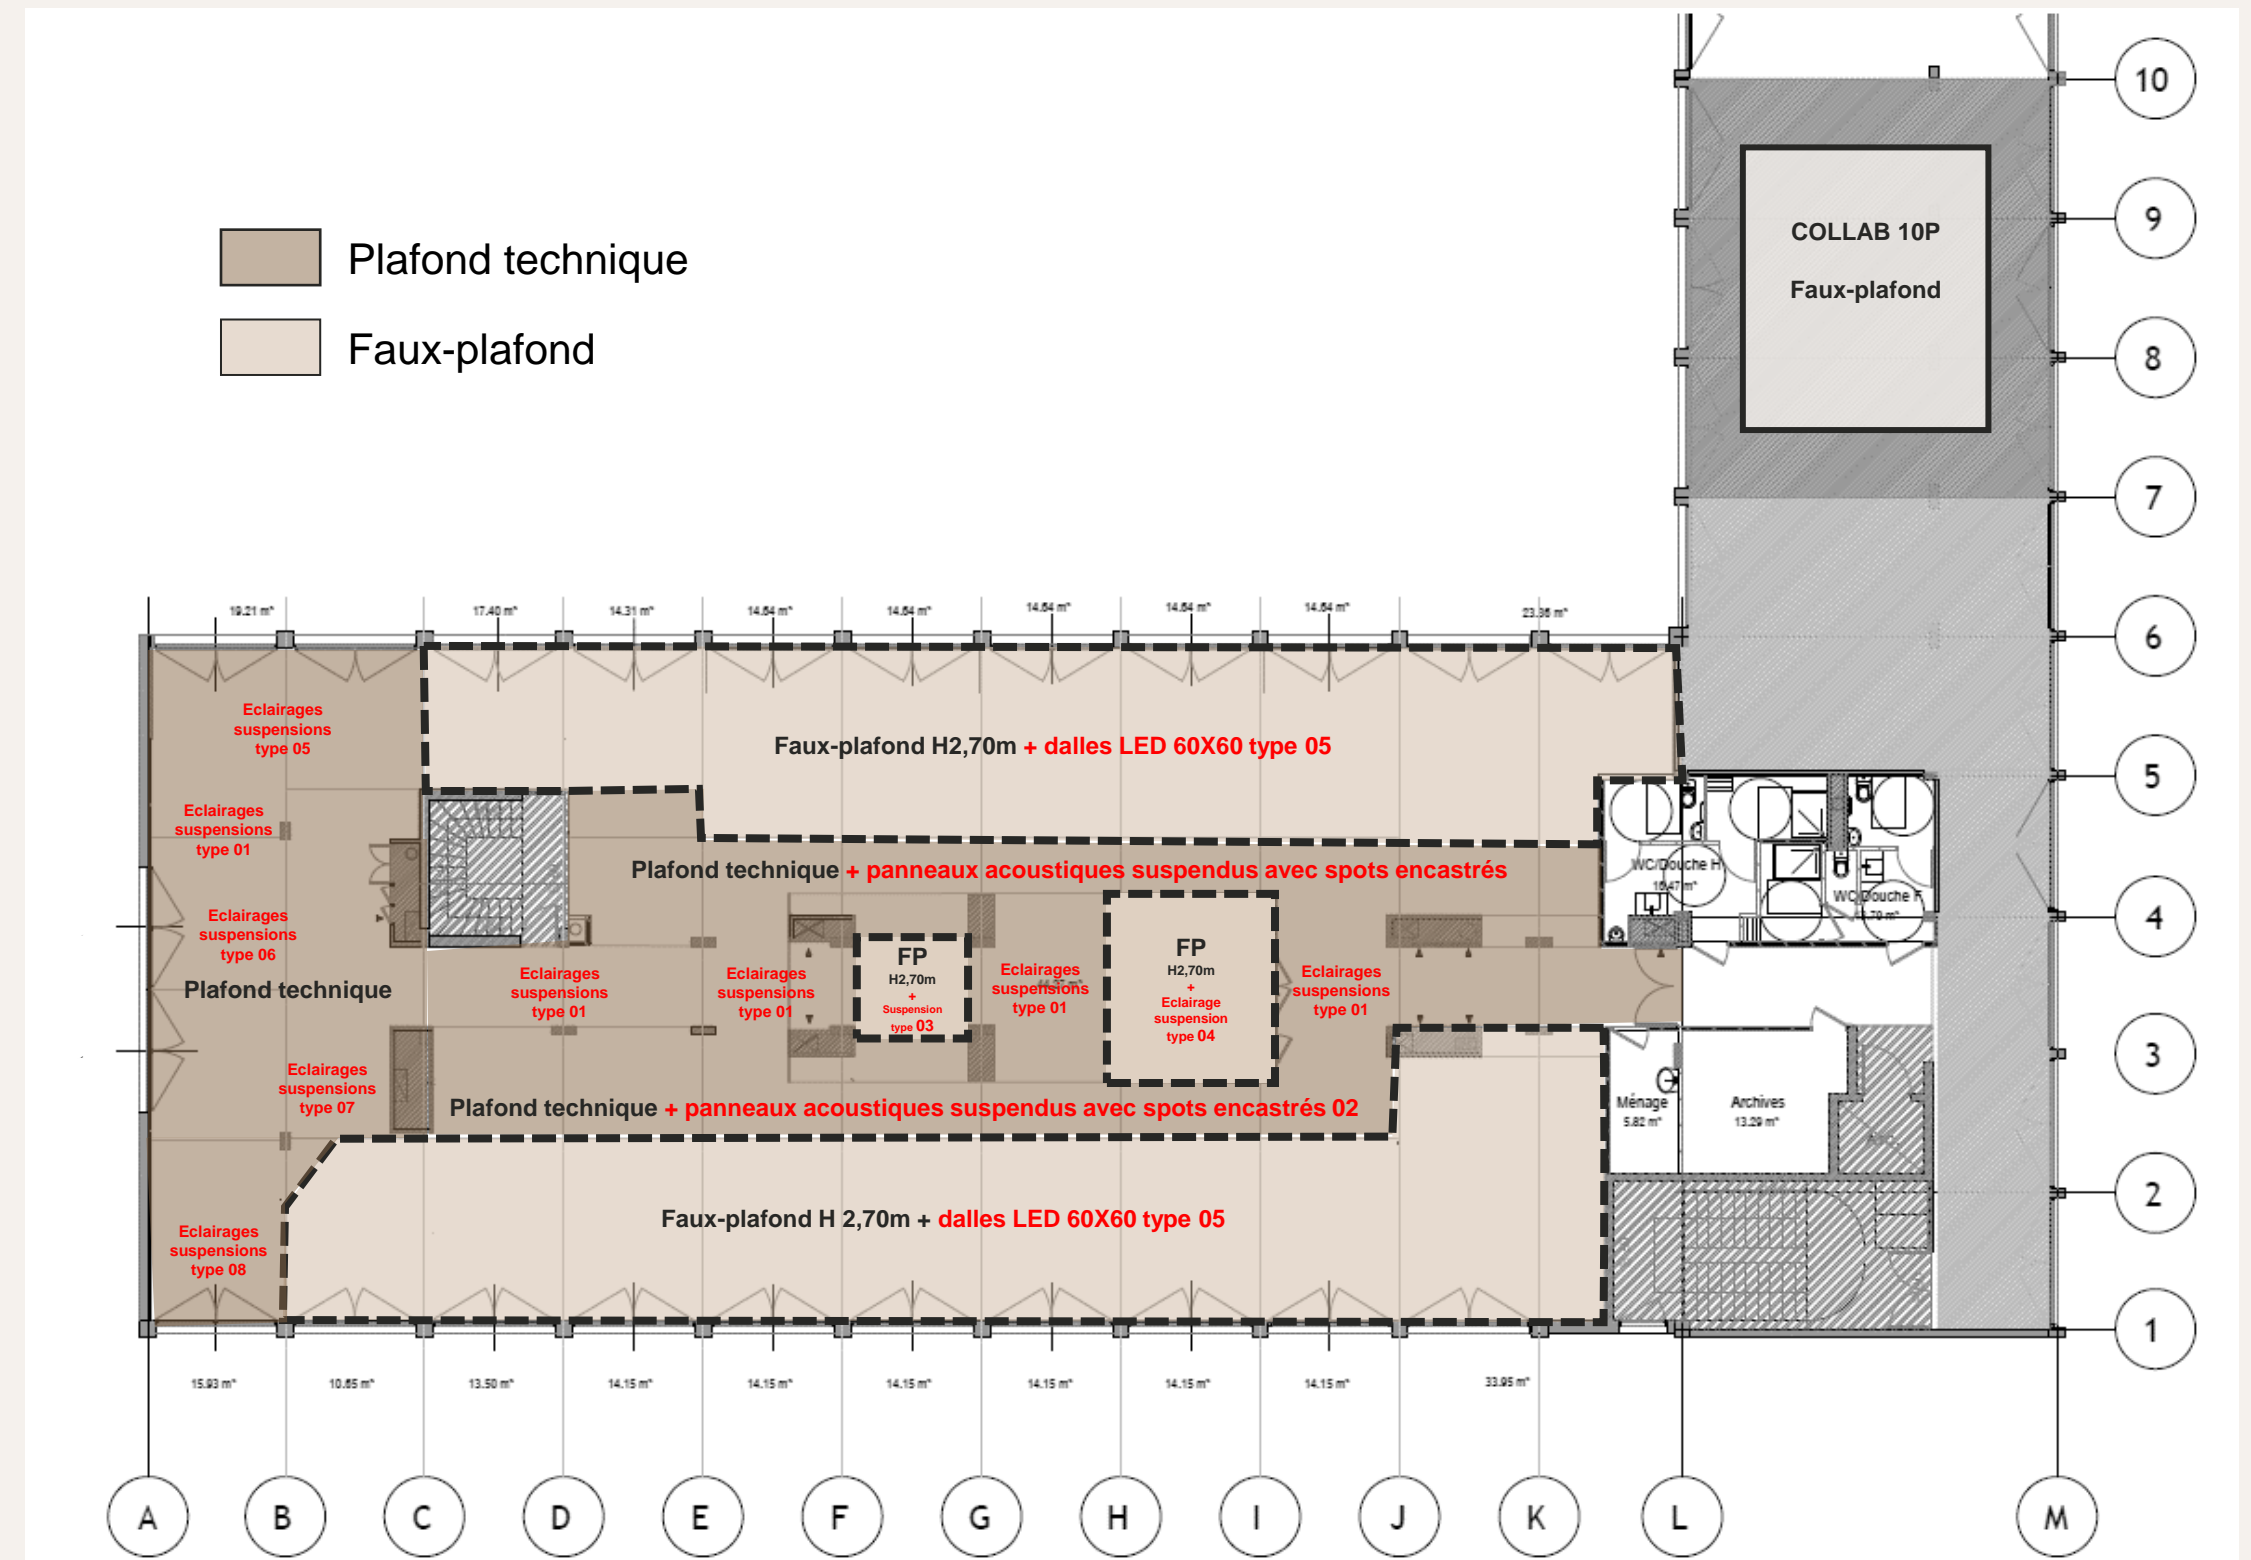 10
9
COLLAB 10P
Faux-plafond
8
7
6
5
4
3
2
1
Plafond technique
Faux-plafond
19.21 m²
17.40 m²
14.31 m²
14.64 m²
14.64 m²
14.64 m²
14.64 m²
14.64 m²
23.36 m²
Eclairages
suspensions
type 05
Faux-plafond H2,70m + dalles LED 60X60 type 05
Eclairages
suspensions
type 01
Plafond technique + panneaux acoustiques suspendus avec spots encastrés
WC/Douche H
WC/Douche F
Eclairages
suspensions
type 06
Plafond technique
Eclairages
suspensions
type 01
Eclairages
suspensions
type 01
FP
H2,70m
+
Suspension
type 03
Eclairages
suspensions
type 01
FP
H2,70m
+
Eclairage
suspension
type 04
Eclairages
suspensions
type 01
Eclairages
suspensions
type 07
Plafond technique + panneaux acoustiques suspendus avec spots encastrés 02
Ménage
5.82 m²
Archives
13.29 m²
Faux-plafond H 2,70m + dalles LED 60X60 type 05
Eclairages
suspensions
type 08
15.93 m²
10.65 m²
13.50 m²
14.15 m²
14.15 m²
14.15 m²
14.15 m²
14.15 m²
14.15 m²
33.95 m²
A
B
C
D
E
F
G
H
I
J
K
L
M